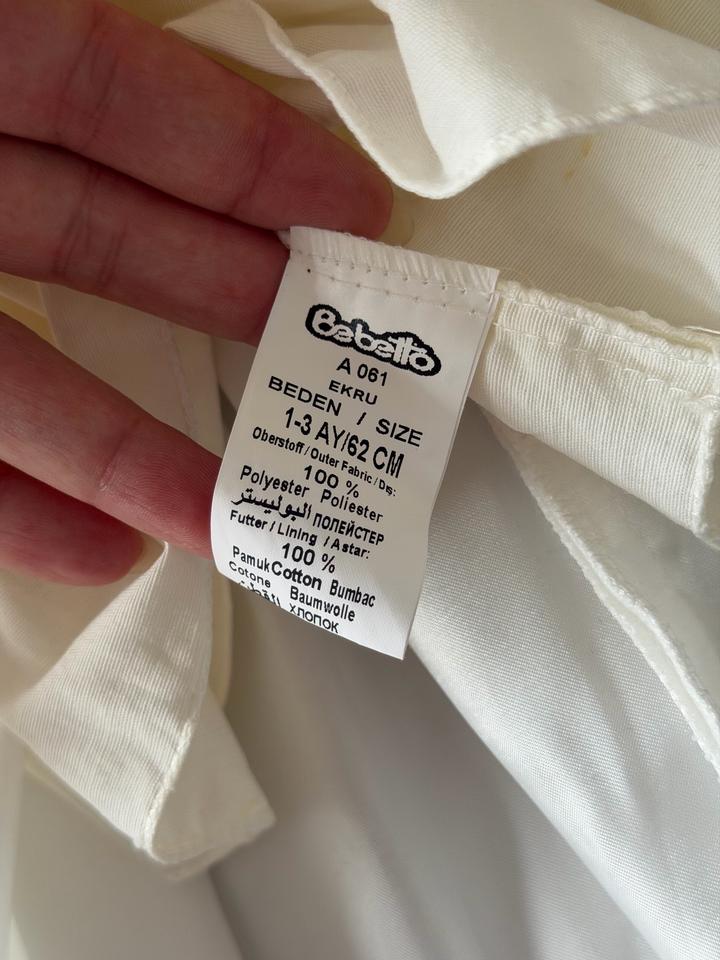 Bebetto
A 061
EKRU
BEDEN / SIZE
1-3 AY/62 CM
Oberstoff / Outer Fabric / Dış:
100 %
Polyester Poliester
البوليستر ПОЛЕЙСТЕР
Futter / Lining / Astar:
100 %
Pamuk Cotton Bumbac
Cotone Baumwolle
القطن ХЛОПОК